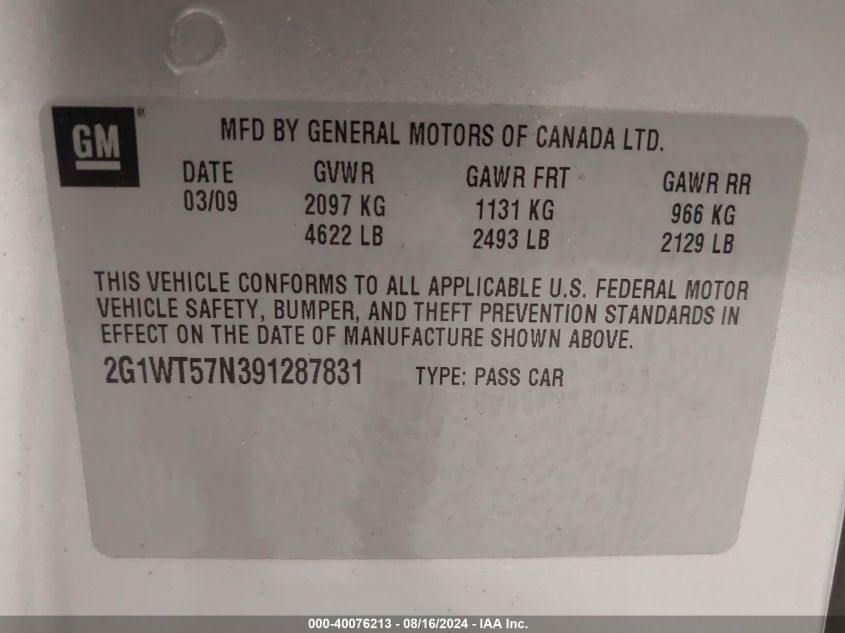 GM®
MFD BY GENERAL MOTORS OF CANADA LTD.
DATE GVWR GAWR FRT GAWR RR
03/09 2097 KG 1131 KG 966 KG
4622 LB 2493 LB 2129 LB
THIS VEHICLE CONFORMS TO ALL APPLICABLE U.S. FEDERAL MOTOR
VEHICLE SAFETY, BUMPER, AND THEFT PREVENTION STANDARDS IN
EFFECT ON THE DATE OF MANUFACTURE SHOWN ABOVE.
2G1WT57N391287831 TYPE: PASS CAR
000-40076213 - 08/16/2024 - IAA Inc.